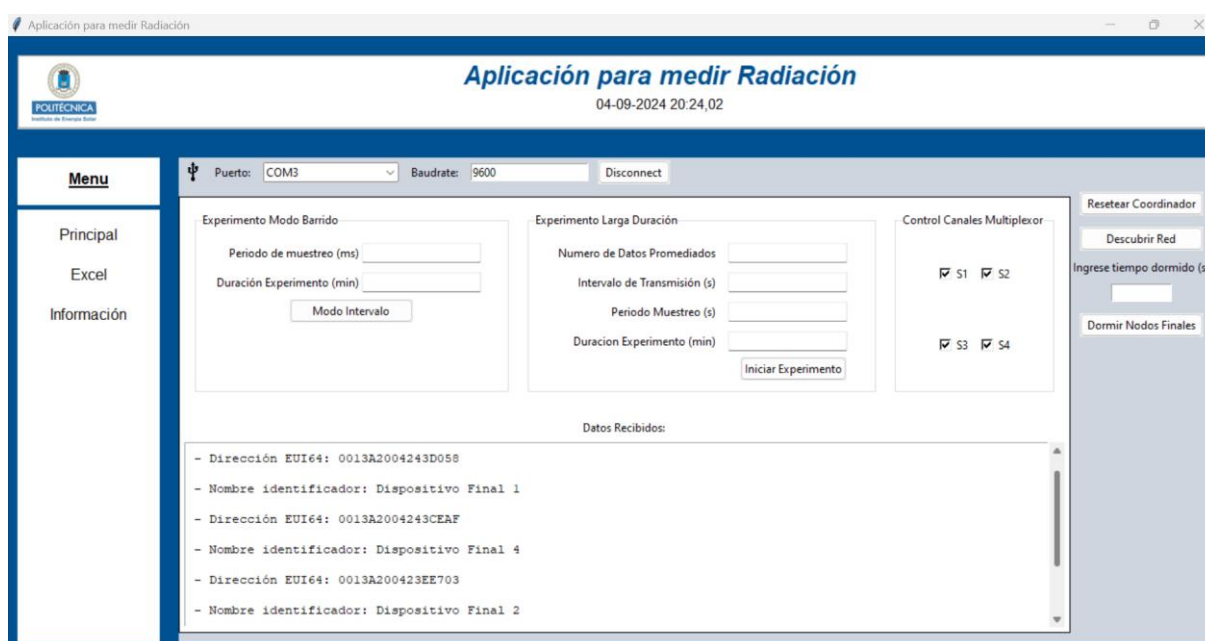 Aplicación para medir Radiación
POLITÉCNICA
Instituto de Energía Solar
Aplicación para medir Radiación
04-09-2024 20:24,02
Menu
Principal
Excel
Información
Puerto: COM3 Baudrate: 9600 Disconnect
Experimento Modo Barrido
Periodo de muestreo (ms)
Duración Experimento (min)
Modo Intervalo
Experimento Larga Duración
Numero de Datos Promediados
Intervalo de Transmisión (s)
Periodo Muestreo (s)
Duracion Experimento (min)
Iniciar Experimento
Control Canales Multiplexor
S1 S2
S3 S4
Resetear Coordinador
Descubrir Red
Ingrese tiempo dormido (s
Dormir Nodos Finales
Datos Recibidos:
- Dirección EUI64: 0013A2004243D058
- Nombre identificador: Dispositivo Final 1
- Dirección EUI64: 0013A2004243CEAF
- Nombre identificador: Dispositivo Final 4
- Dirección EUI64: 0013A200423EE703
- Nombre identificador: Dispositivo Final 2